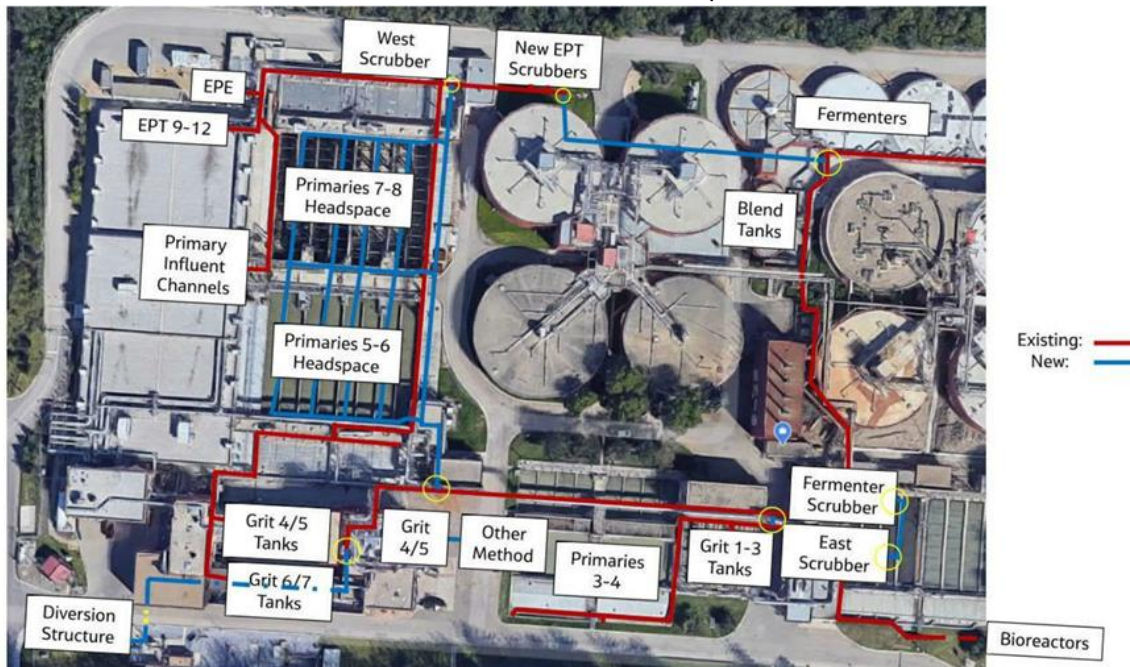 West
Scrubber
New EPT
Scrubbers
EPE
EPT 9-12
Fermenters
Primaries 7-8
Headspace
Blend
Tanks
Primary
Influent
Channels
Primaries 5-6
Headspace
Existing:
New:
Fermenter
Scrubber
Grit 4/5
Tanks
Grit
4/5
Other
Method
Primaries
3-4
Grit 1-3
Tanks
East
Scrubber
Grit 6/7
Tanks
Diversion
Structure
Bioreactors